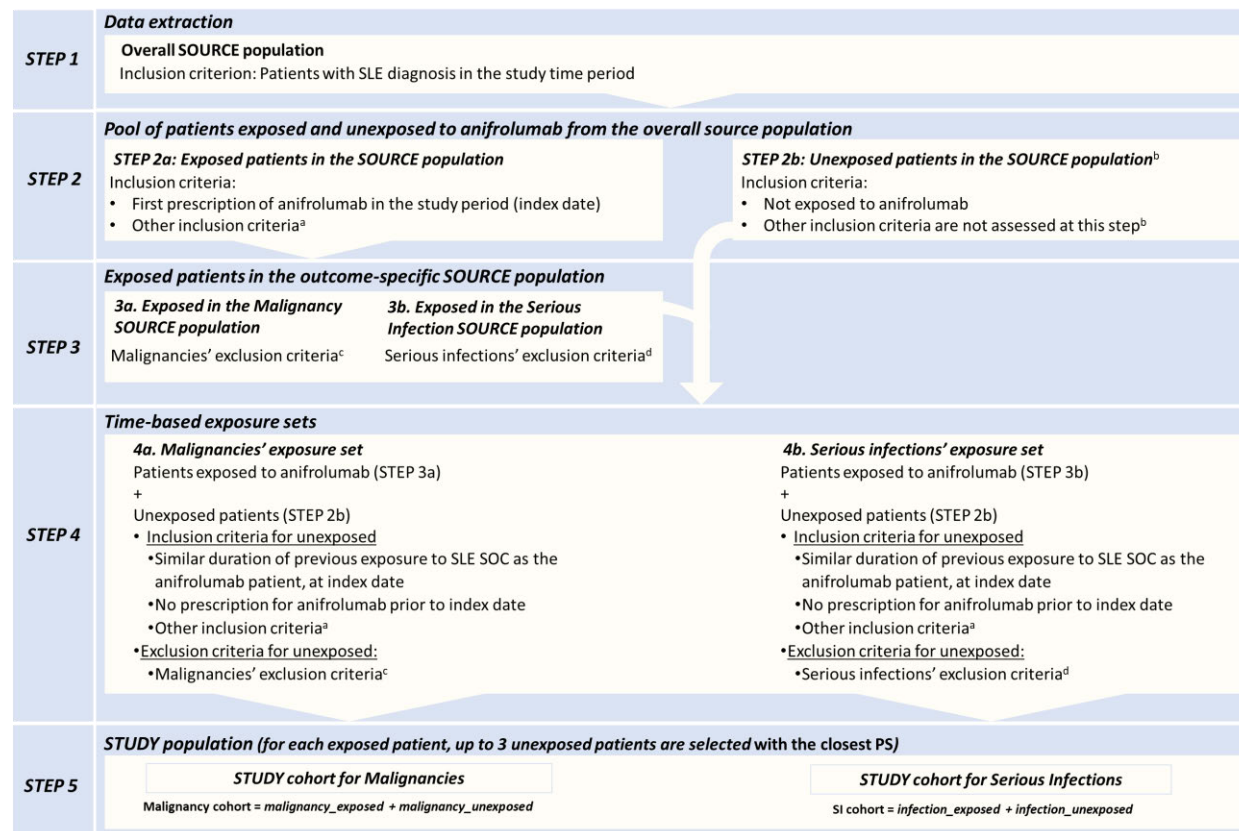 STEP 1
Data extraction
Overall SOURCE population
Inclusion criterion: Patients with SLE diagnosis in the study time period
STEP 2
Pool of patients exposed and unexposed to anifrolumab from the overall source population
STEP 2a: Exposed patients in the SOURCE population
Inclusion criteria:
• First prescription of anifrolumab in the study period (index date)
• Other inclusion criteriaᵃ
STEP 2b: Unexposed patients in the SOURCE populationᵇ
Inclusion criteria:
• Not exposed to anifrolumab
• Other inclusion criteria are not assessed at this stepᵇ
STEP 3
Exposed patients in the outcome-specific SOURCE population
3a. Exposed in the Malignancy
SOURCE population
Malignancies’ exclusion criteriaᶜ
3b. Exposed in the Serious
Infection SOURCE population
Serious infections’ exclusion criteriaᵈ
STEP 4
Time-based exposure sets
4a. Malignancies’ exposure set
Patients exposed to anifrolumab (STEP 3a)
+
Unexposed patients (STEP 2b)
• Inclusion criteria for unexposed
•Similar duration of previous exposure to SLE SOC as the
anifrolumab patient, at index date
•No prescription for anifrolumab prior to index date
•Other inclusion criteriaᵃ
•Exclusion criteria for unexposed:
•Malignancies’ exclusion criteriaᶜ
4b. Serious infections’ exposure set
Patients exposed to anifrolumab (STEP 3b)
+
Unexposed patients (STEP 2b)
• Inclusion criteria for unexposed
•Similar duration of previous exposure to SLE SOC as the
anifrolumab patient, at index date
•No prescription for anifrolumab prior to index date
•Other inclusion criteriaᵃ
•Exclusion criteria for unexposed:
•Serious infections’ exclusion criteriaᵈ
STEP 5
STUDY population (for each exposed patient, up to 3 unexposed patients are selected with the closest PS)
STUDY cohort for Malignancies
Malignancy cohort = malignancy_exposed + malignancy_unexposed
STUDY cohort for Serious Infections
SI cohort = infection_exposed + infection_unexposed